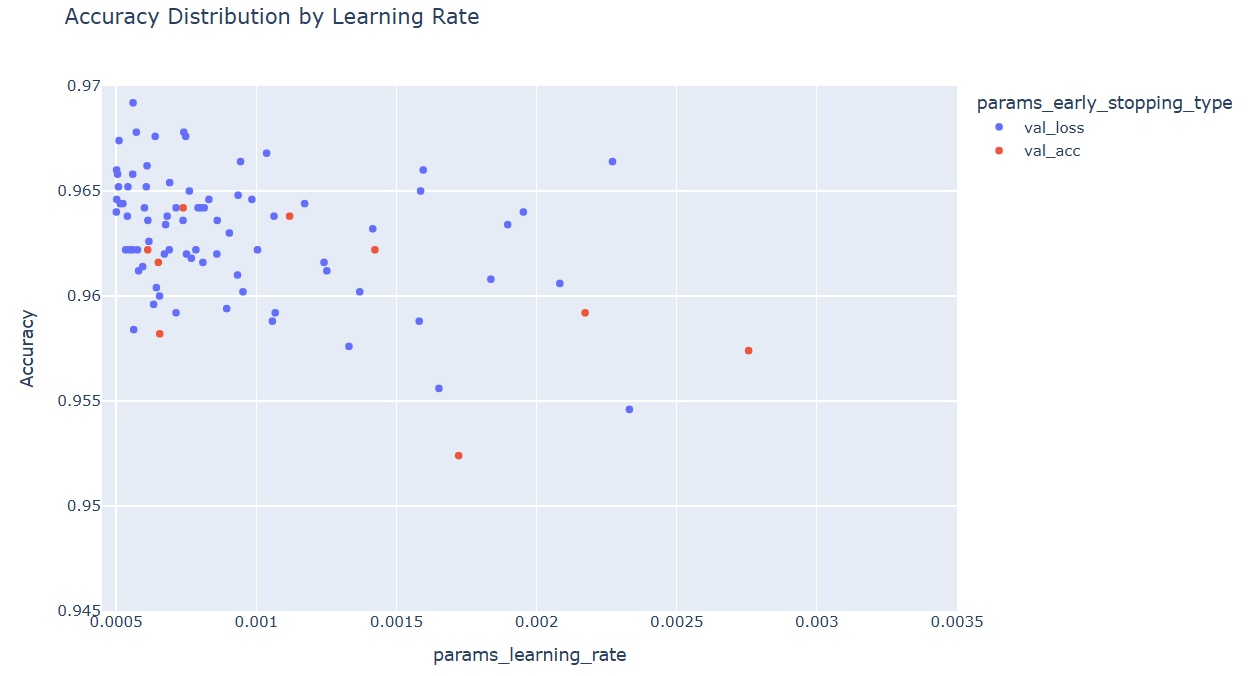 Accuracy Distribution by Learning Rate
0.97
0.965
0.96
0.955
0.95
0.945
Accuracy
0.0005
0.001
0.0015
0.002
0.0025
0.003
0.0035
params_learning_rate
params_early_stopping_type
val_loss
val_acc